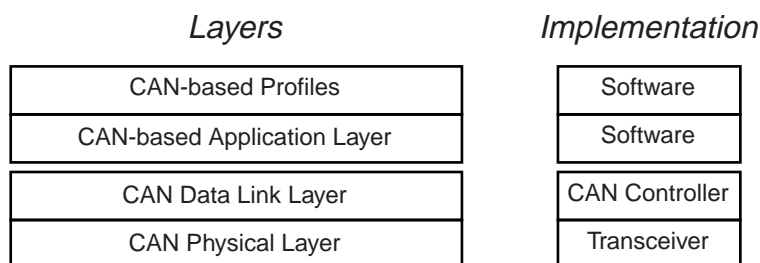 Layers Implementation
CAN-based Profiles Software
CAN-based Application Layer Software
CAN Data Link Layer CAN Controller
CAN Physical Layer Transceiver